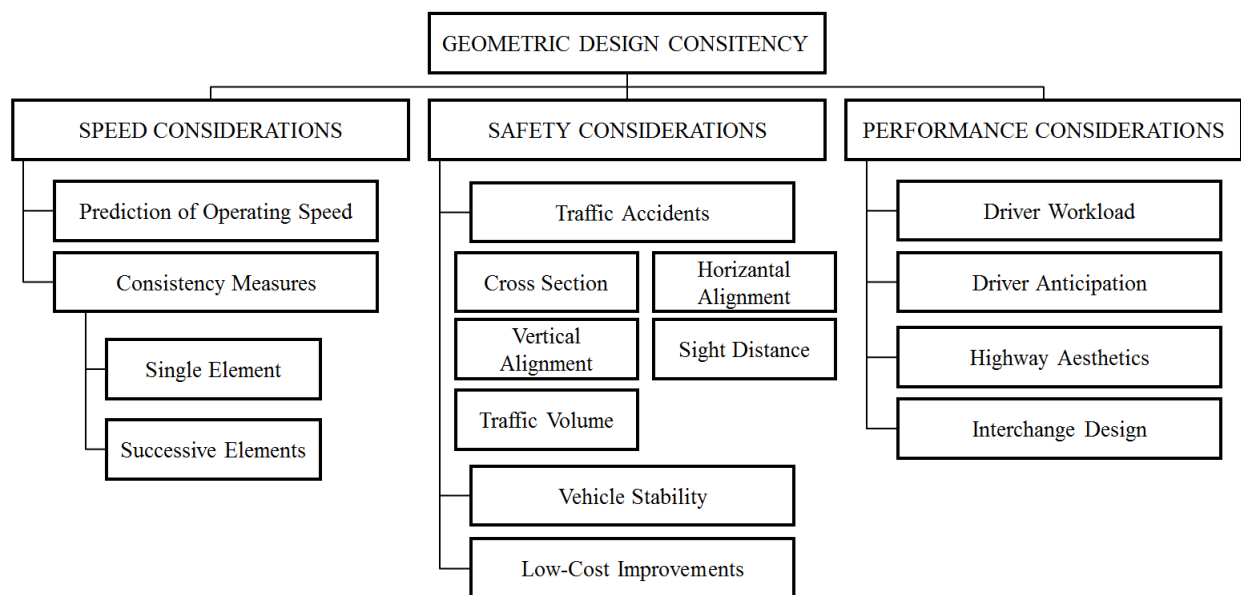 GEOMETRIC DESIGN CONSITENCY
SPEED CONSIDERATIONS
Prediction of Operating Speed
Consistency Measures
Single Element
Successive Elements
SAFETY CONSIDERATIONS
Traffic Accidents
Cross Section
Horizantal
Alignment
Vertical
Alignment
Sight Distance
Traffic Volume
Vehicle Stability
Low-Cost Improvements
PERFORMANCE CONSIDERATIONS
Driver Workload
Driver Anticipation
Highway Aesthetics
Interchange Design